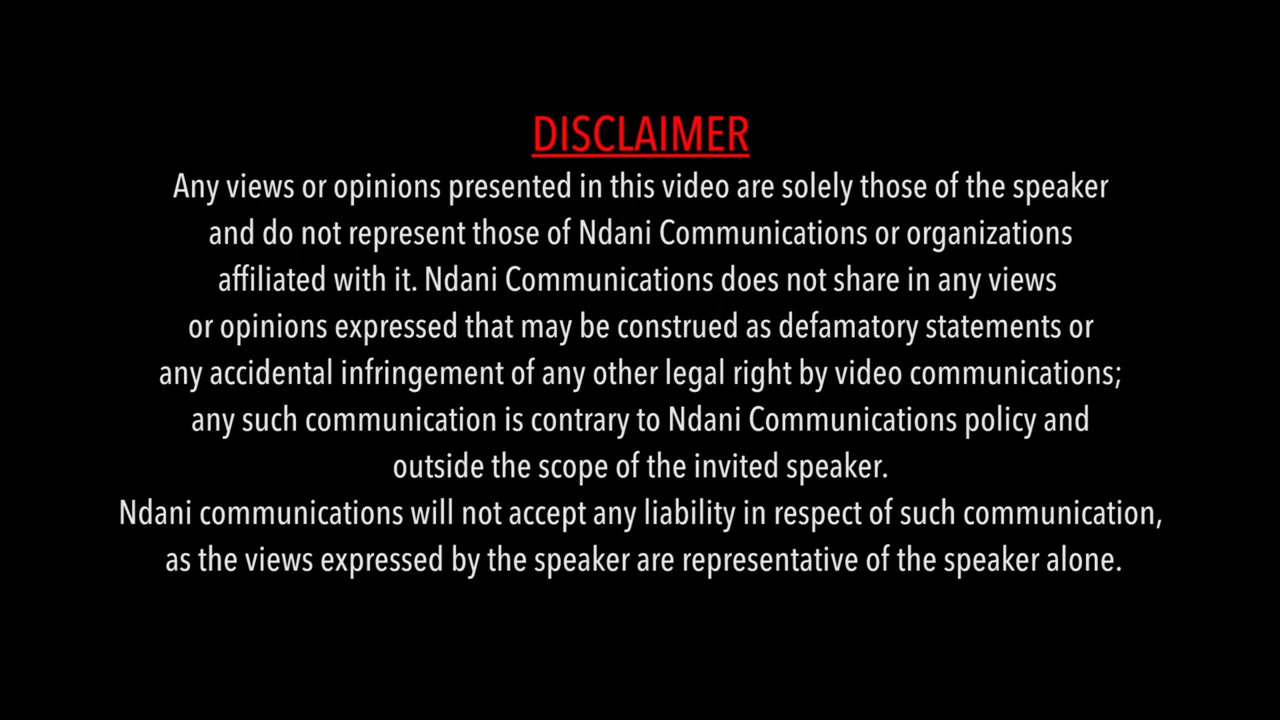 DISCLAIMER
Any views or opinions presented in this video are solely those of the speaker
and do not represent those of Ndani Communications or organizations
affiliated with it. Ndani Communications does not share in any views
or opinions expressed that may be construed as defamatory statements or
any accidental infringement of any other legal right by video communications;
any such communication is contrary to Ndani Communications policy and
outside the scope of the invited speaker.
Ndani communications will not accept any liability in respect of such communication,
as the views expressed by the speaker are representative of the speaker alone.